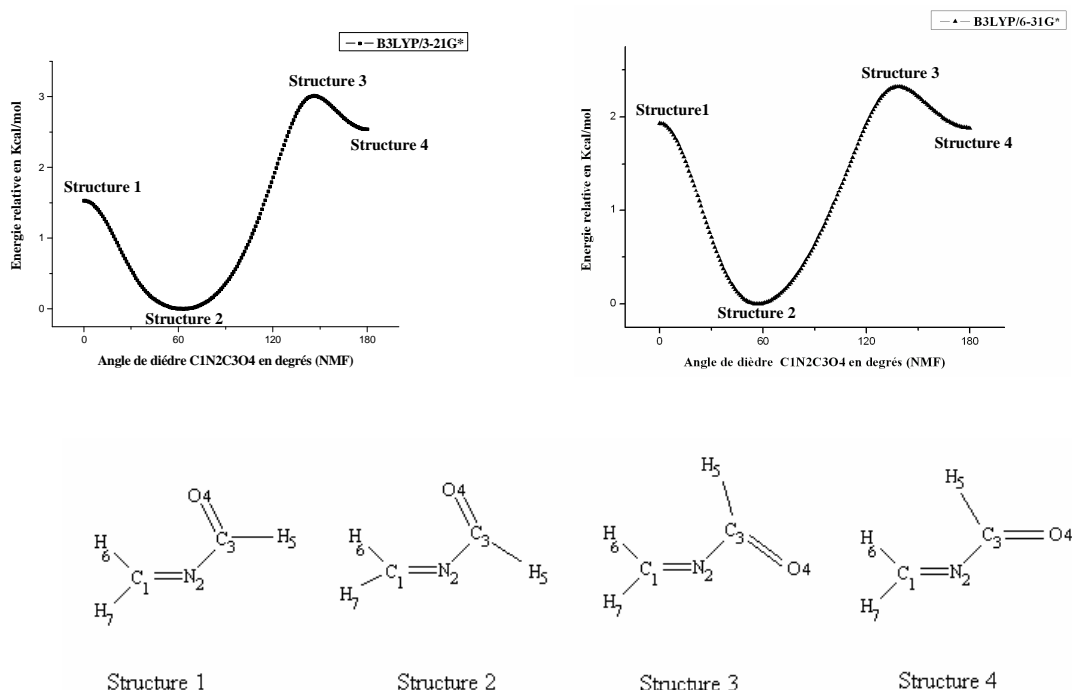 B3LYP/3-21G*
Energie relative en Kcal/mol
3
2
1
0
Structure 1
Structure 2
Structure 3
Structure 4
0 60 120 180
Angle de diédre C1N2C3O4 en degrés (NMF)
B3LYP/6-31G*
Energie relative en Kcal/mol
2
1
0
Structure1
Structure 2
Structure 3
Structure 4
0 60 120 180
Angle de dièdre C1N2C3O4 en degrés (NMF)
O4
H6
C3
H5
C1
N2
H7
Structure 1
O4
H6
C3
C1
N2
H5
H7
Structure 2
H5
H6
C3
C1
N2
O4
H7
Structure 3
H5
H6
C3
O4
C1
N2
H7
Structure 4